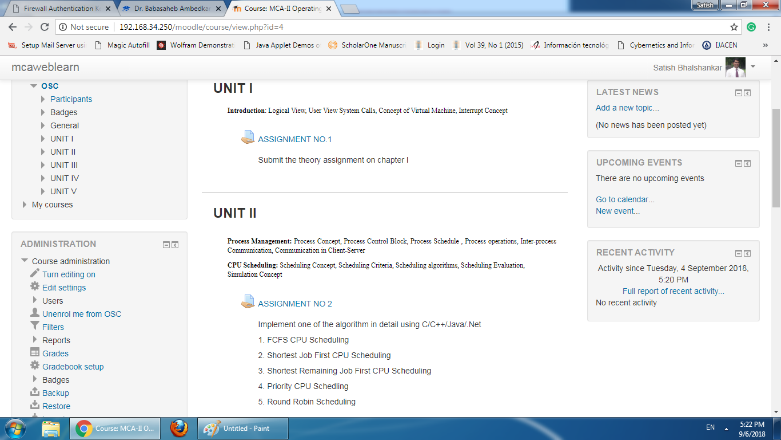 Satish
Firewall Authentication K
Dr. Babasaheb Ambedkar
Course: MCA-II Operating
Not secure 192.168.34.250/moodle/course/view.php?id=4
Setup Mail Server usi
Magic Autofill
Wolfram Demonstrat
Java Applet Demos o
ScholarOne Manuscri
Login
Vol 39, No 1 (2015)
Información tecnológ
Cybernetics and Infor
IJACEN
»
mcaweblearn
Satish Bhalshankar
OSC
Participants
Badges
General
UNIT I
UNIT II
UNIT III
UNIT IV
UNIT V
My courses
ADMINISTRATION
Course administration
Turn editing on
Edit settings
Users
Unenrol me from OSC
Filters
Reports
Grades
Gradebook setup
Badges
Backup
Restore
UNIT I
Introduction: Logical View, User View System Calls, Concept of Virtual Machine, Interrupt Concept
ASSIGNMENT NO.1
Submit the theory assignment on chapter I
UNIT II
Process Management: Process Concept, Process Control Block, Process Schedule , Process operations, Inter-process
Communication, Communication in Client-Server
CPU Scheduling: Scheduling Concept, Scheduling Criteria, Scheduling algorithms, Scheduling Evaluation,
Simulation Concept
ASSIGNMENT NO 2
Implement one of the algorithm in detail using C/C++/Java/.Net
1. FCFS CPU Scheduling
2. Shortest Job First CPU Scheduling
3. Shortest Remaining Job First CPU Scheduling
4. Priority CPU Schedling
5. Round Robin Scheduling
LATEST NEWS
Add a new topic...
(No news has been posted yet)
UPCOMING EVENTS
There are no upcoming events
Go to calendar...
New event...
RECENT ACTIVITY
Activity since Tuesday, 4 September 2018,
5:20 PM
Full report of recent activity...
No recent activity
Course: MCA-II O...
Untitled - Paint
EN
5:22 PM
9/6/2018